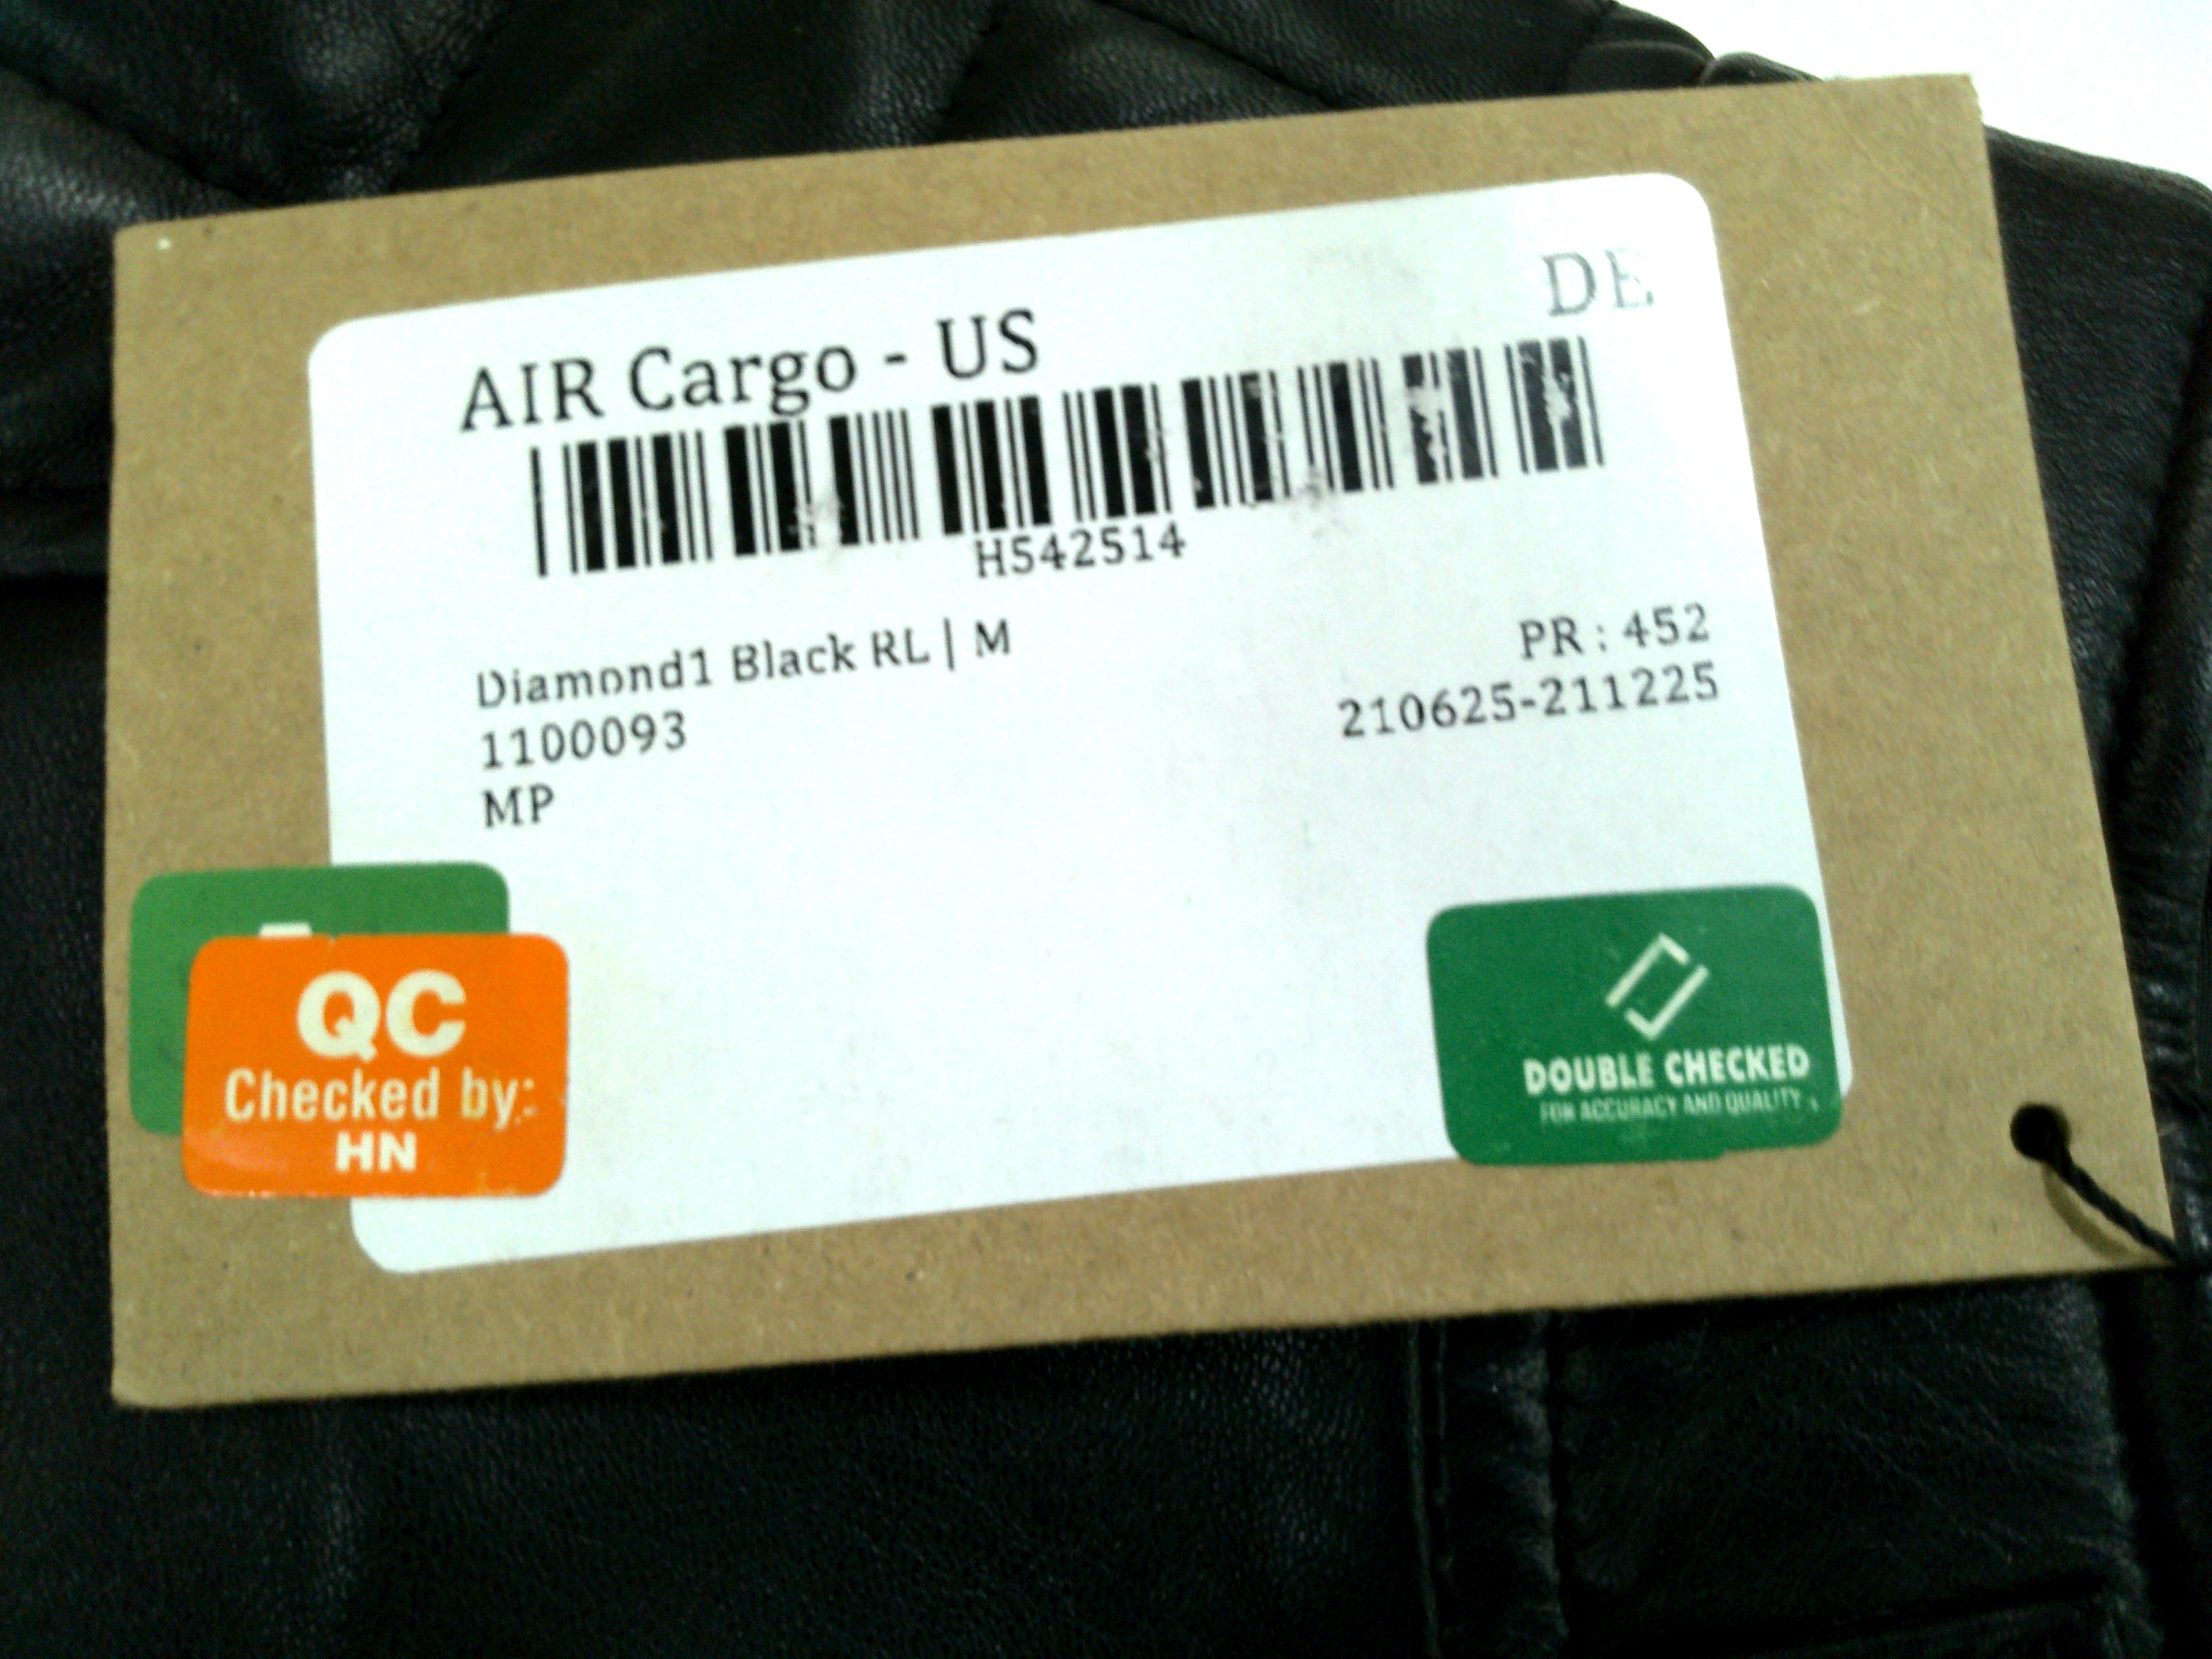 DE
AIR Cargo - US
H542514
Diamond1 Black RL | M
PR : 452
1100093
210625-211225
MP
QC
Checked by:
HN
DOUBLE CHECKED
FOR ACCURACY AND QUALITY